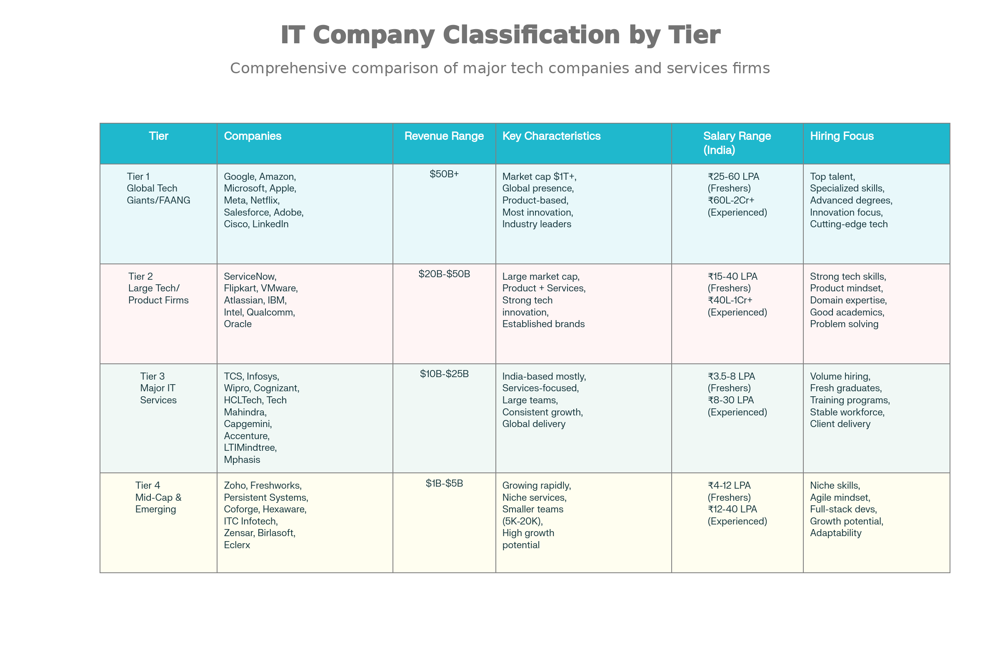 IT Company Classification by Tier
Comprehensive comparison of major tech companies and services firms
Tier
Companies
Revenue Range
Key Characteristics
Salary Range
(India)
Hiring Focus
Tier 1
Global Tech
Giants/FAANG
Google, Amazon,
Microsoft, Apple,
Meta, Netflix,
Salesforce, Adobe,
Cisco, LinkedIn
$50B+
Market cap $1T+,
Global presence,
Product-based,
Most innovation,
Industry leaders
₹25-60 LPA
(Freshers)
₹60L-2Cr+
(Experienced)
Top talent,
Specialized skills,
Advanced degrees,
Innovation focus,
Cutting-edge tech
Tier 2
Large Tech/
Product Firms
ServiceNow,
Flipkart, VMware,
Atlassian, IBM,
Intel, Qualcomm,
Oracle
$20B-$50B
Large market cap,
Product + Services,
Strong tech
innovation,
Established brands
₹15-40 LPA
(Freshers)
₹40L-1Cr+
(Experienced)
Strong tech skills,
Product mindset,
Domain expertise,
Good academics,
Problem solving
Tier 3
Major IT
Services
TCS, Infosys,
Wipro, Cognizant,
HCLTech, Tech
Mahindra,
Capgemini,
Accenture,
LTIMindtree,
Mphasis
$10B-$25B
India-based mostly,
Services-focused,
Large teams,
Consistent growth,
Global delivery
₹3.5-8 LPA
(Freshers)
₹8-30 LPA
(Experienced)
Volume hiring,
Fresh graduates,
Training programs,
Stable workforce,
Client delivery
Tier 4
Mid-Cap &
Emerging
Zoho, Freshworks,
Persistent Systems,
Coforge, Hexaware,
ITC Infotech,
Zensar, Birlasoft,
Eclerx
$1B-$5B
Growing rapidly,
Niche services,
Smaller teams
(5K-20K),
High growth
potential
₹4-12 LPA
(Freshers)
₹12-40 LPA
(Experienced)
Niche skills,
Agile mindset,
Full-stack devs,
Growth potential,
Adaptability